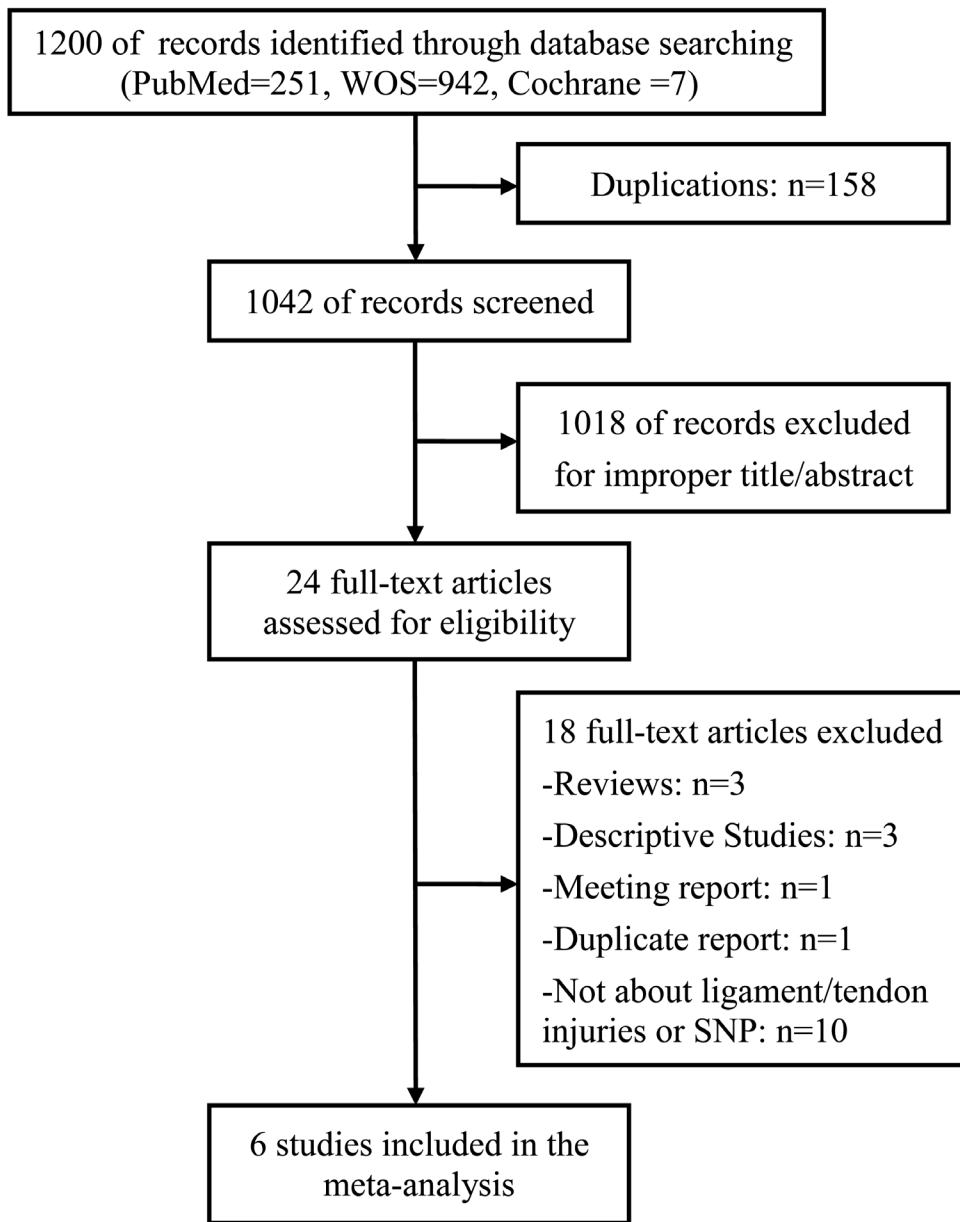 1200 of records identified through database searching
(PubMed=251, WOS=942, Cochrane =7)
Duplications: n=158
1042 of records screened
1018 of records excluded
for improper title/abstract
24 full-text articles
assessed for eligibility
18 full-text articles excluded
-Reviews: n=3
-Descriptive Studies: n=3
-Meeting report: n=1
-Duplicate report: n=1
-Not about ligament/tendon
injuries or SNP: n=10
6 studies included in the
meta-analysis